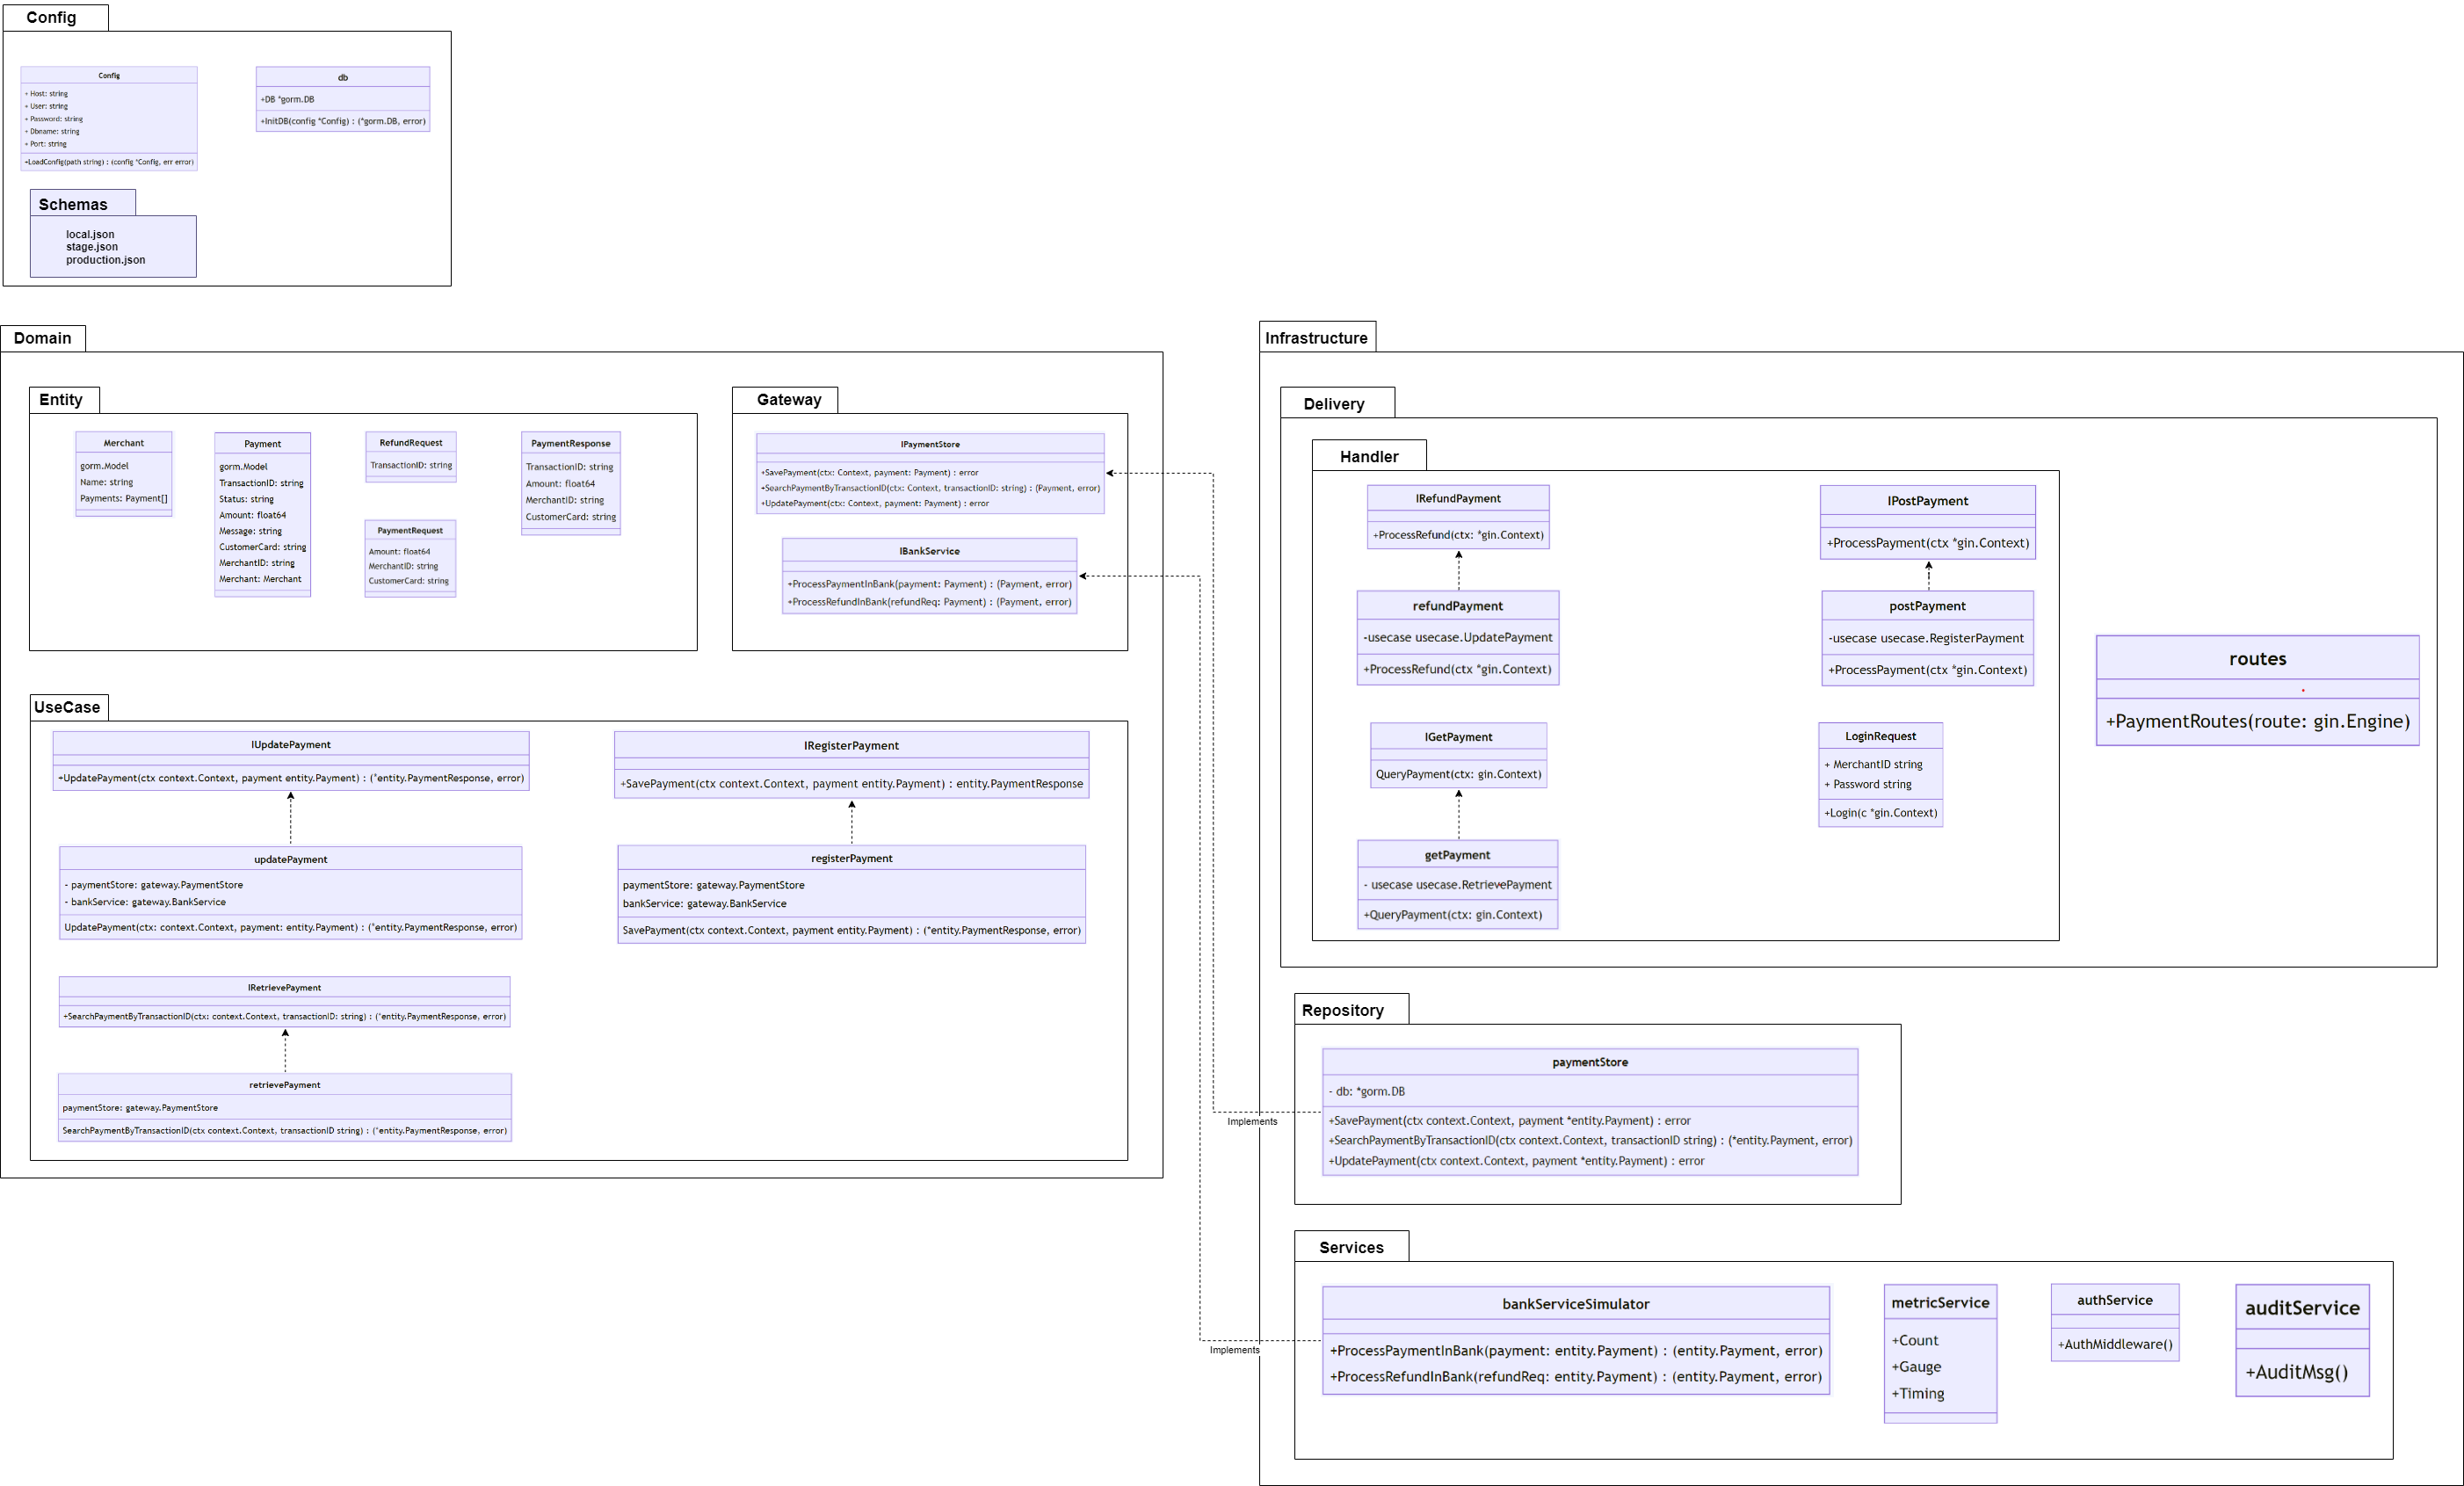 Config
Config
+ Host: string
+ User: string
+ Password: string
+ Dbname: string
+ Port: string
+LoadConfig(path string) : (config *Config, err error)
db
+DB *gorm.DB
+InitDB(config *Config) : (*gorm.DB, error)
Schemas
local.json
stage.json
production.json
Domain
Entity
Merchant
gorm.Model
Name: string
Payments: Payment[]
Payment
gorm.Model
TransactionID: string
Status: string
Amount: float64
Message: string
CustomerCard: string
MerchantID: string
Merchant: Merchant
RefundRequest
TransactionID: string
PaymentRequest
Amount: float64
MerchantID: string
CustomerCard: string
PaymentResponse
TransactionID: string
Amount: float64
MerchantID: string
CustomerCard: string
Gateway
IPaymentStore
+SavePayment(ctx: Context, payment: Payment) : error
+SearchPaymentByTransactionID(ctx: Context, transactionID: string) : (Payment, error)
+UpdatePayment(ctx: Context, payment: Payment) : error
IBankService
+ProcessPaymentInBank(payment: Payment) : (Payment, error)
+ProcessRefundInBank(refundReq: Payment) : (Payment, error)
UseCase
IUpdatePayment
+UpdatePayment(ctx context.Context, payment entity.Payment) : (*entity.PaymentResponse, error)
updatePayment
- paymentStore: gateway.PaymentStore
- bankService: gateway.BankService
UpdatePayment(ctx: context.Context, payment: entity.Payment) : (*entity.PaymentResponse, error)
IRetrievePayment
+SearchPaymentByTransactionID(ctx: context.Context, transactionID: string) : (*entity.PaymentResponse, error)
retrievePayment
paymentStore: gateway.PaymentStore
SearchPaymentByTransactionID(ctx context.Context, transactionID string) : (*entity.PaymentResponse, error)
IRegisterPayment
+SavePayment(ctx context.Context, payment entity.Payment) : entity.PaymentResponse
registerPayment
paymentStore: gateway.PaymentStore
bankService: gateway.BankService
SavePayment(ctx context.Context, payment entity.Payment) : (*entity.PaymentResponse, error)
Implements
Implements
Infrastructure
Delivery
Handler
IRefundPayment
+ProcessRefund(ctx: *gin.Context)
refundPayment
-usecase usecase.UpdatePayment
+ProcessRefund(ctx *gin.Context)
IPostPayment
+ProcessPayment(ctx *gin.Context)
postPayment
-usecase usecase.RegisterPayment
+ProcessPayment(ctx *gin.Context)
IGetPayment
QueryPayment(ctx: gin.Context)
getPayment
- usecase usecase.RetrievePayment
+QueryPayment(ctx: gin.Context)
LoginRequest
+ MerchantID string
+ Password string
+Login(c *gin.Context)
routes
+PaymentRoutes(route: gin.Engine)
Repository
paymentStore
- db: *gorm.DB
+SavePayment(ctx context.Context, payment *entity.Payment) : error
+SearchPaymentByTransactionID(ctx context.Context, transactionID string) : (*entity.Payment, error)
+UpdatePayment(ctx context.Context, payment *entity.Payment) : error
Services
bankServiceSimulator
+ProcessPaymentInBank(payment: entity.Payment) : (entity.Payment, error)
+ProcessRefundInBank(refundReq: entity.Payment) : (entity.Payment, error)
metricService
+Count
+Gauge
+Timing
authService
+AuthMiddleware()
auditService
+AuditMsg()